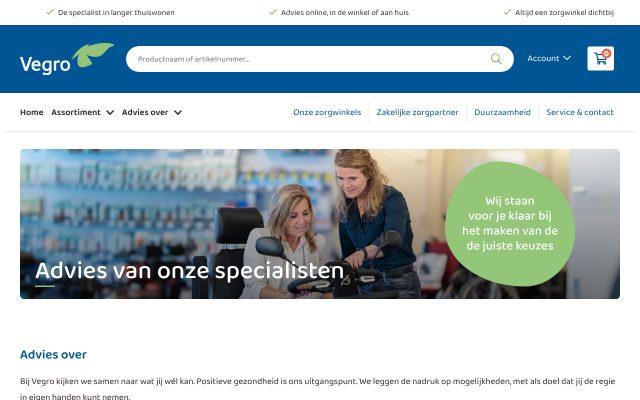 De specialist in langer thuiswonen
Advies online, in de winkel of aan huis
Altijd een zorgwinkel dichtbij
Vegro
Productnaam of artikelnummer...
Account
0
Home
Assortiment
Advies over
Onze zorgwinkels
Zakelijke zorgpartner
Duurzaamheid
Service & contact
Wij staan
voor je klaar bij
het maken van de
de juiste keuzes
Advies van onze specialisten
Advies over
Bij Vegro kijken we samen naar wat jij wél kan. Positieve gezondheid is ons uitgangspunt. We leggen de nadruk op mogelijkheden, met als doel dat jij de regie
in eigen handen kunt nemen.